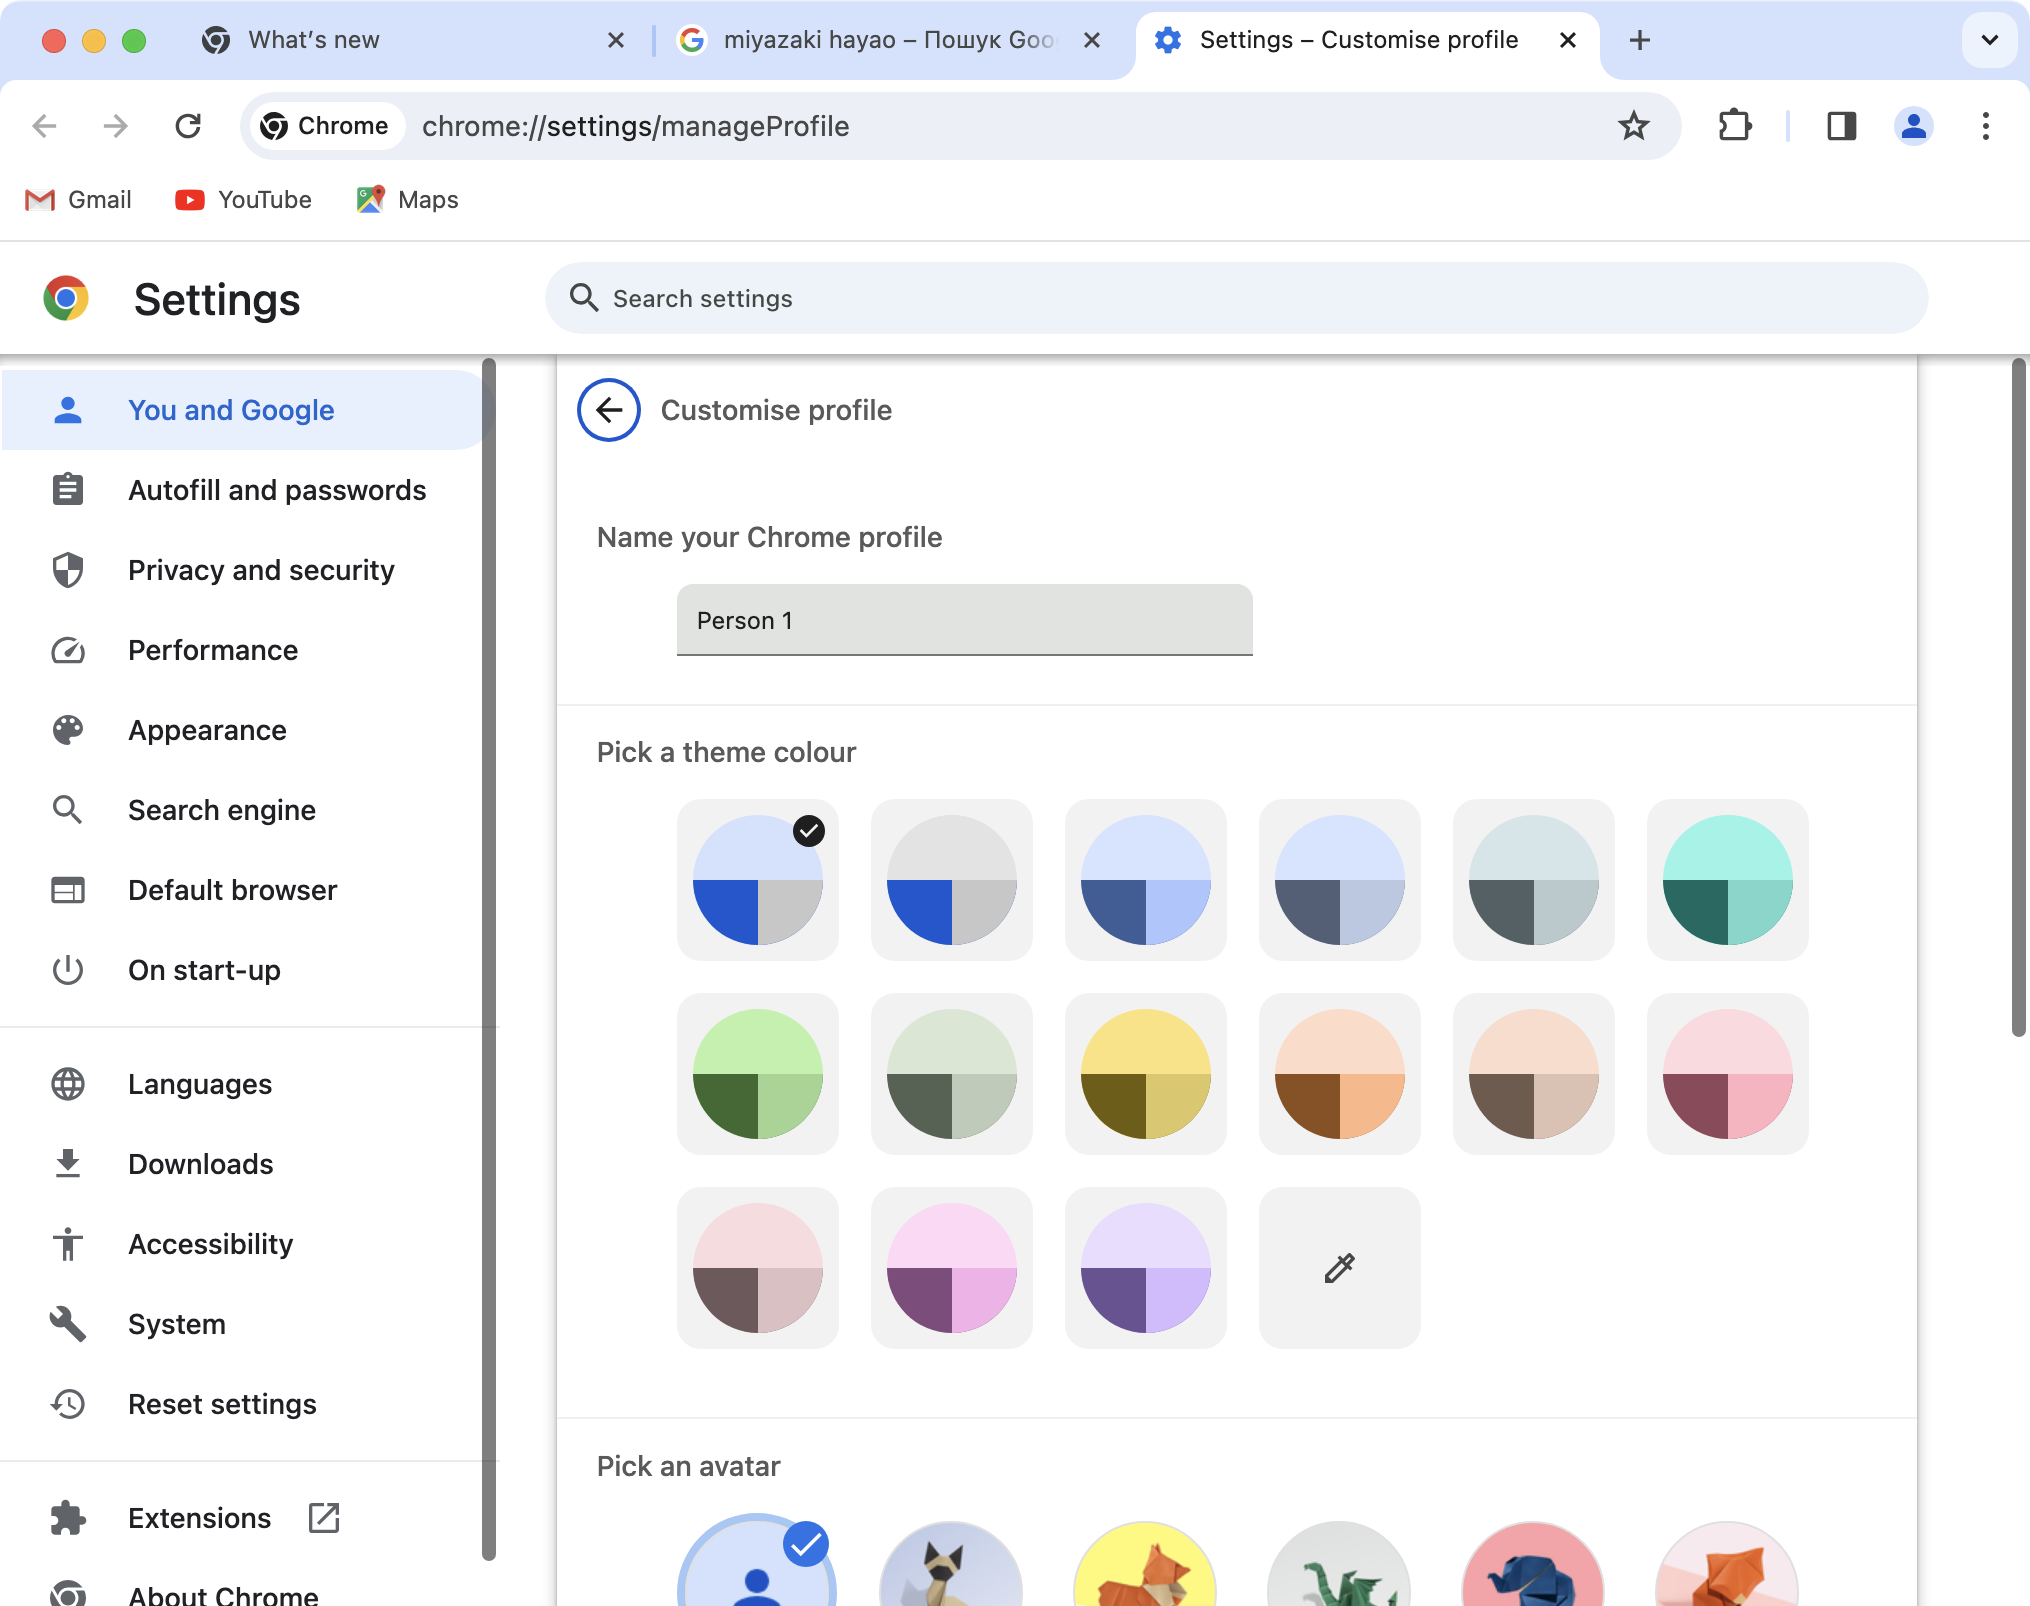 What's new
miyazaki hayao – Пошук Goo
Settings – Customise profile
Chrome
chrome://settings/manageProfile
Gmail
YouTube
Maps
Settings
Search settings
You and Google
Autofill and passwords
Privacy and security
Performance
Appearance
Search engine
Default browser
On start-up
Languages
Downloads
Accessibility
System
Reset settings
Extensions
About Chrome
Customise profile
Name your Chrome profile
Person 1
Pick a theme colour
Pick an avatar